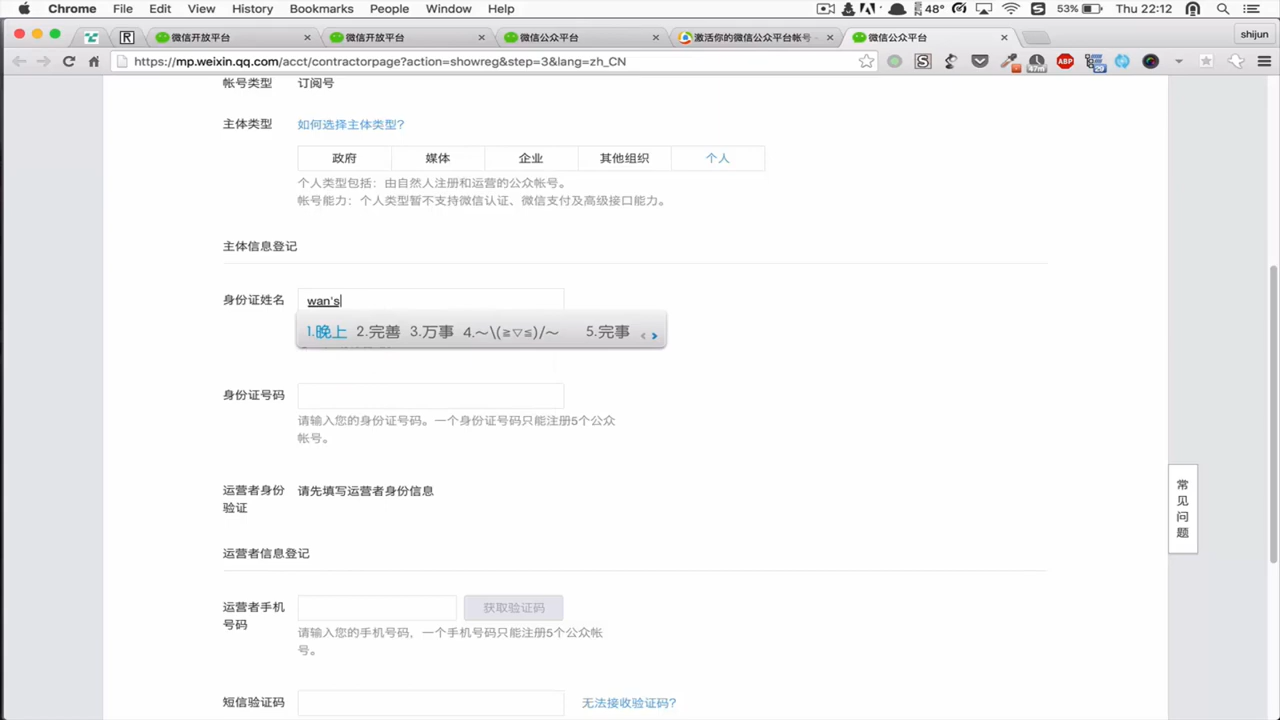 Chrome File Edit View History Bookmarks People Window Help 48° 53% Thu 22:12
微信开放平台 微信开放平台 微信公众平台 激活你的微信公众平台帐号 - 微信公众平台 shijun
https://mp.weixin.qq.com/acct/contractorpage?action=showreg&step=3&lang=zh_CN
帐号类型 订阅号
主体类型 如何选择主体类型?
政府 媒体 企业 其他组织 个人
个人类型包括：由自然人注册和运营的公众帐号。
帐号能力：个人类型暂不支持微信认证、微信支付及高级接口能力。
主体信息登记
身份证姓名 wan's
1.晚上 2.完善 3.万事 4.～\(≧▽≦)/～ 5.完事
身份证号码
请输入您的身份证号码。一个身份证号码只能注册5个公众
帐号。
运营者身份 请先填写运营者身份信息
验证
常见问题
运营者信息登记
运营者手机 获取验证码
号码
请输入您的手机号码，一个手机号码只能注册5个公众帐
号。
短信验证码 无法接收验证码?